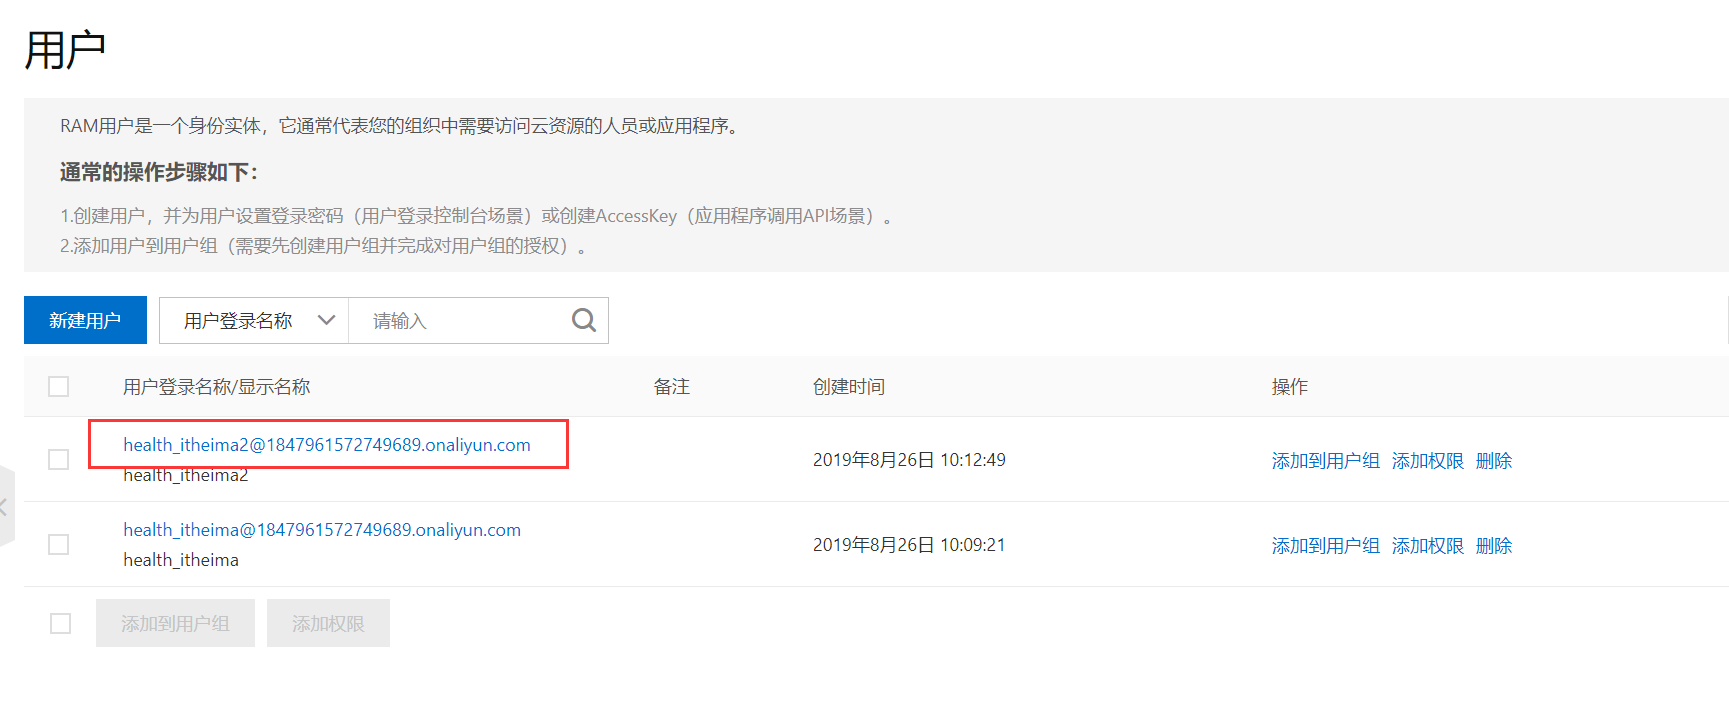 用户
RAM用户是一个身份实体，它通常代表您的组织中需要访问云资源的人员或应用程序。
通常的操作步骤如下：
1.创建用户，并为用户设置登录密码（用户登录控制台场景）或创建AccessKey（应用程序调用API场景）。
2.添加用户到用户组（需要先创建用户组并完成对用户组的授权）。
新建用户 用户登录名称 请输入
用户登录名称/显示名称 备注 创建时间 操作
health_itheima2@1847961572749689.onaliyun.com
health_itheima2
2019年8月26日 10:12:49 添加到用户组 添加权限 删除
health_itheima@1847961572749689.onaliyun.com
health_itheima
2019年8月26日 10:09:21 添加到用户组 添加权限 删除
添加到用户组 添加权限